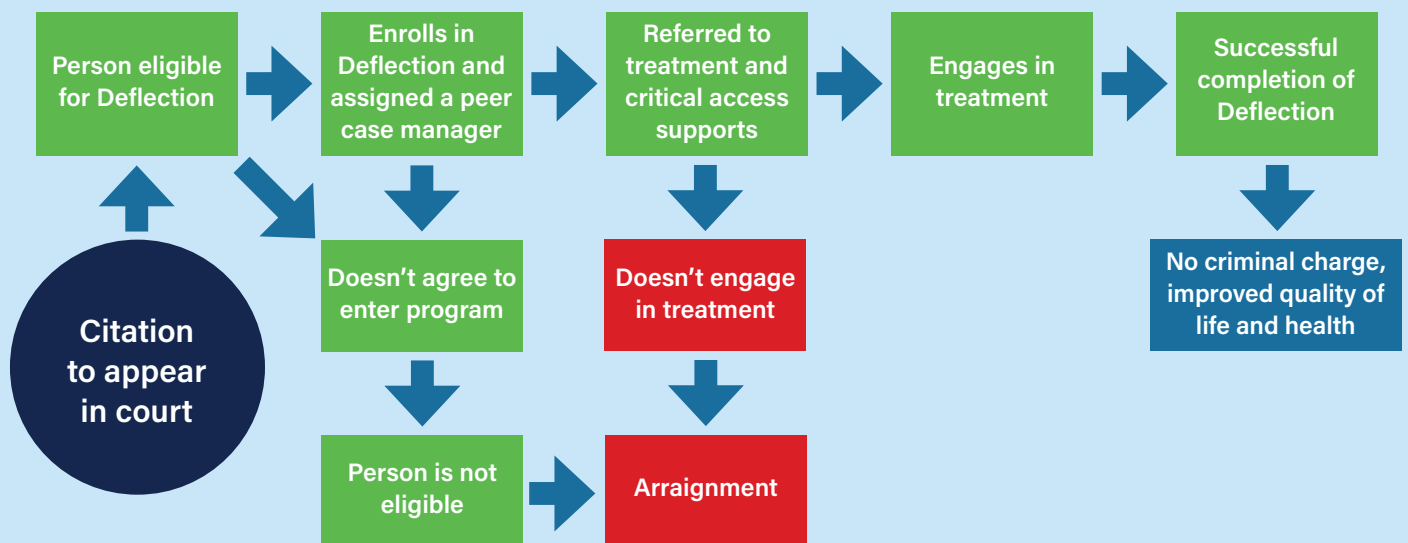 Person eligible
for Deflection
Enrolls in
Deflection and
assigned a peer
case manager
Referred to
treatment and
critical access
supports
Engages in
treatment
Successful
completion of
Deflection
Citation
to appear
in court
Doesn’t agree to
enter program
Doesn’t engage
in treatment
No criminal charge,
improved quality of
life and health
Person is not
eligible
Arraignment